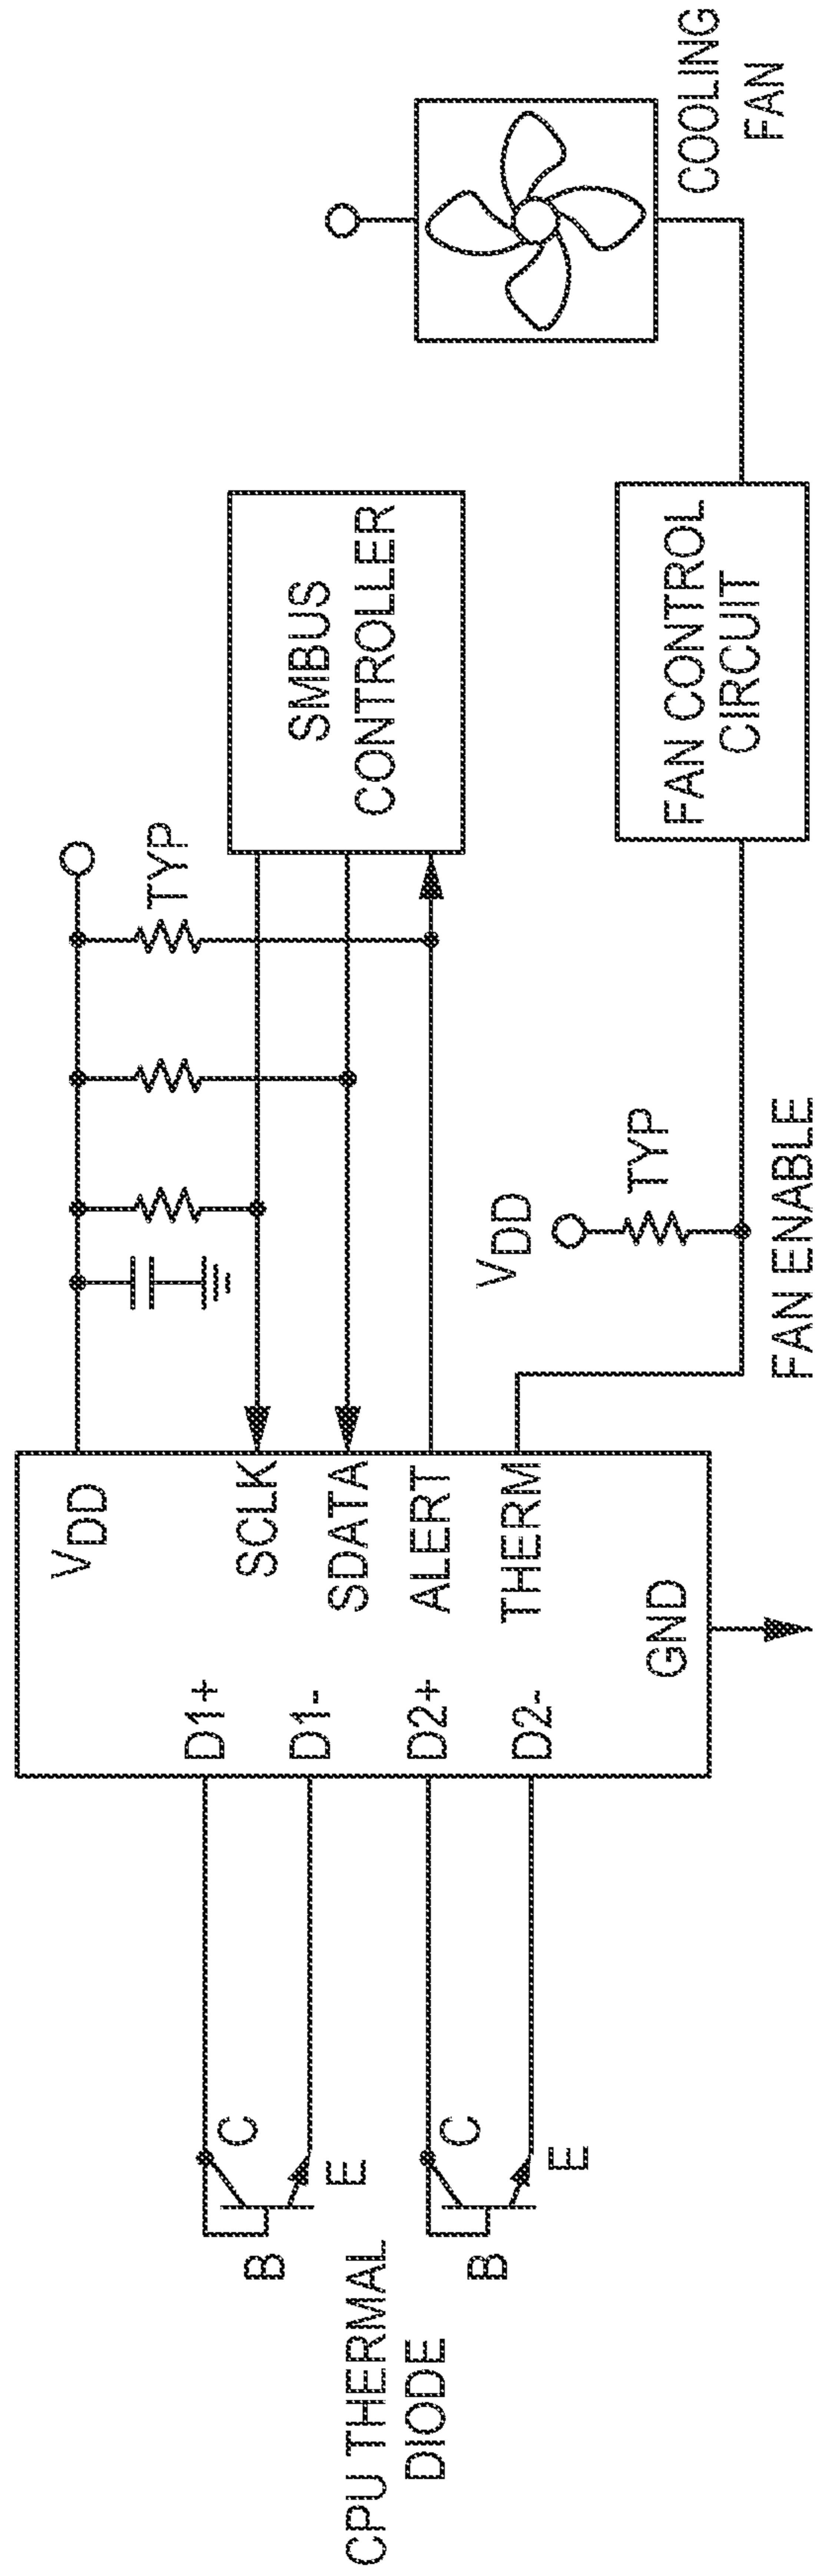 CPU THERMAL
DIODE
B
C
E
B
C
E
D1+
D1-
D2+
D2-
VDD
SCLK
SDATA
ALERT
THERM
GND
TYP
SMBUS
CONTROLLER
VDD
TYP
FAN ENABLE
FAN CONTROL
CIRCUIT
COOLING
FAN